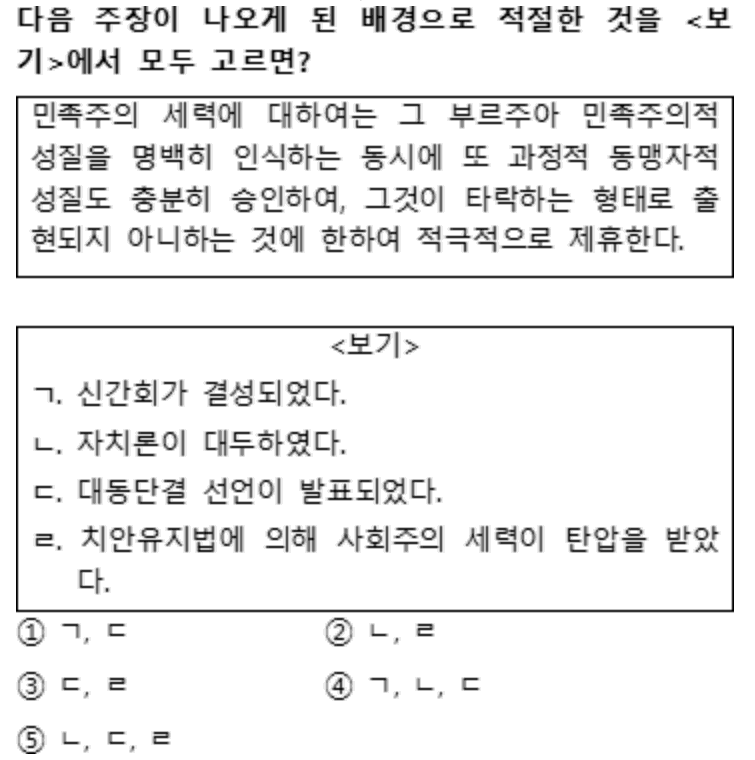 다음 주장이 나오게 된 배경으로 적절한 것을 <보
기>에서 모두 고르면?
민족주의 세력에 대하여는 그 부르주아 민족주의적
성질을 명백히 인식하는 동시에 또 과정적 동맹자적
성질도 충분히 승인하여, 그것이 타락하는 형태로 출
현되지 아니하는 것에 한하여 적극적으로 제휴한다.
<보기>
ㄱ. 신간회가 결성되었다.
ㄴ. 자치론이 대두하였다.
ㄷ. 대동단결 선언이 발표되었다.
ㄹ. 치안유지법에 의해 사회주의 세력이 탄압을 받았
다.
① ㄱ, ㄷ ② ㄴ, ㄹ
③ ㄷ, ㄹ ④ ㄱ, ㄴ, ㄷ
⑤ ㄴ, ㄷ, ㄹ